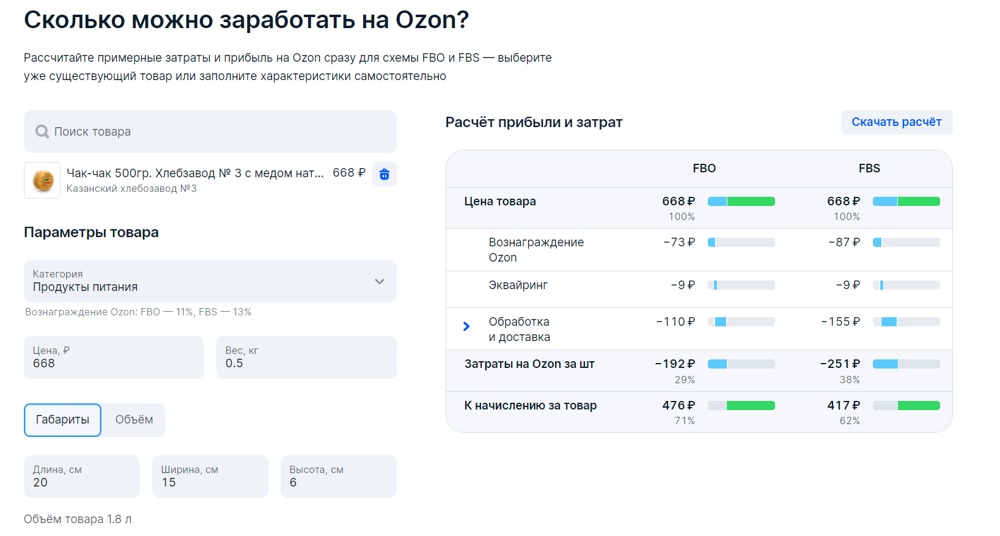 Сколько можно заработать на Ozon?
Рассчитайте примерные затраты и прибыль на Ozon сразу для схемы FBO и FBS — выберите
уже существующий товар или заполните характеристики самостоятельно
Поиск товара
Чак-чак 500гр. Хлебзавод № 3 с медом нат... 668 ₽
Казанский хлебозавод №3
Параметры товара
Категория
Продукты питания
Вознаграждение Ozon: FBO — 11%, FBS — 13%
Цена, ₽
668
Вес, кг
0.5
Габариты
Объём
Длина, см
20
Ширина, см
15
Высота, см
6
Объём товара 1.8 л
Расчёт прибыли и затрат
Скачать расчёт
FBO FBS
Цена товара 668 ₽ 668 ₽
100% 100%
Вознаграждение −73 ₽ −87 ₽
Ozon
Эквайринг −9 ₽ −9 ₽
Обработка −110 ₽ −155 ₽
и доставка
Затраты на Ozon за шт −192 ₽ −251 ₽
29% 38%
К начислению за товар 476 ₽ 417 ₽
71% 62%